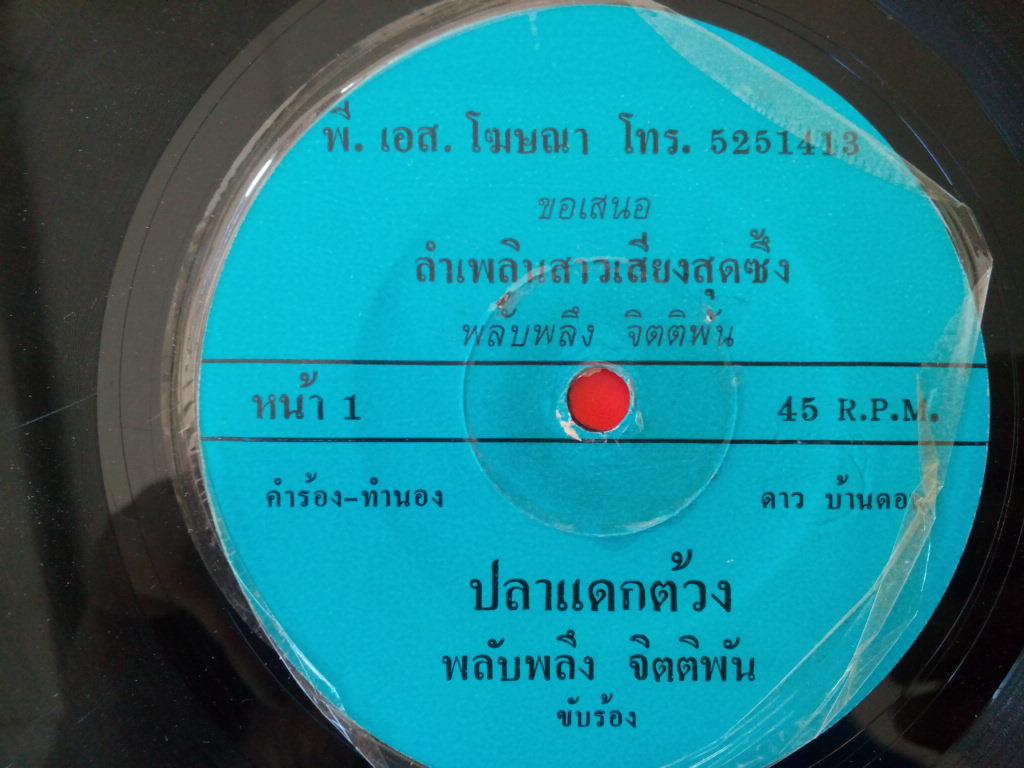 พี. เอส. โฆษณา โทร. 5251413
ขอเสนอ
ลำเพลินสาวเสียงสุดซึ้ง
พลับพลึง จิตติพัน
หน้า 1 45 R.P.M.
คำร้อง-ทำนอง ดาว บ้านดอน
ปลาแดกต้วง
พลับพลึง จิตติพัน
ขับร้อง